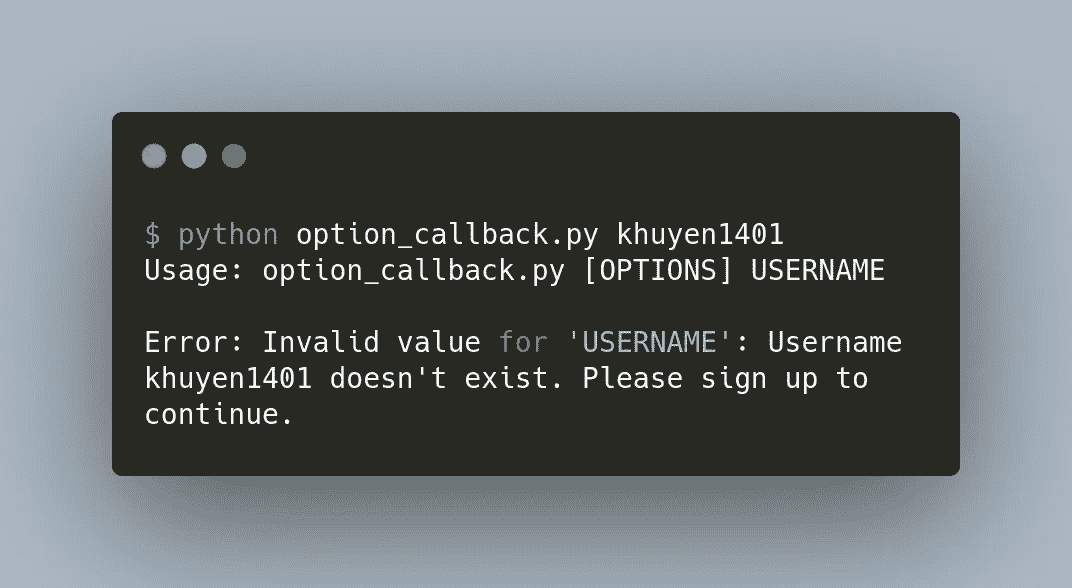 $ python option_callback.py khuyen1401
Usage: option_callback.py [OPTIONS] USERNAME
Error: Invalid value for 'USERNAME': Username
khuyen1401 doesn't exist. Please sign up to
continue.